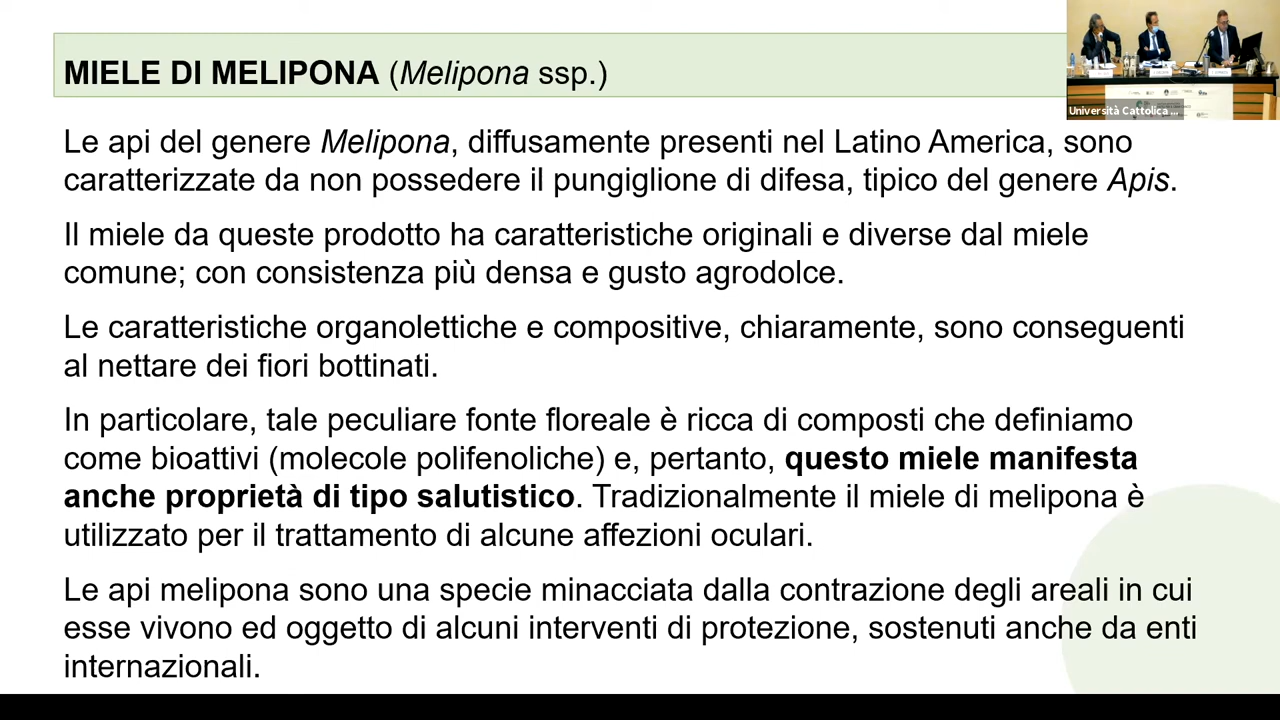 MIELE DI MELIPONA (Melipona ssp.)
Università Cattolica ...
Le api del genere Melipona, diffusamente presenti nel Latino America, sono
caratterizzate da non possedere il pungiglione di difesa, tipico del genere Apis.
Il miele da queste prodotto ha caratteristiche originali e diverse dal miele
comune; con consistenza più densa e gusto agrodolce.
Le caratteristiche organolettiche e compositive, chiaramente, sono conseguenti
al nettare dei fiori bottinati.
In particolare, tale peculiare fonte floreale è ricca di composti che definiamo
come bioattivi (molecole polifenoliche) e, pertanto, questo miele manifesta
anche proprietà di tipo salutistico. Tradizionalmente il miele di melipona è
utilizzato per il trattamento di alcune affezioni oculari.
Le api melipona sono una specie minacciata dalla contrazione degli areali in cui
esse vivono ed oggetto di alcuni interventi di protezione, sostenuti anche da enti
internazionali.